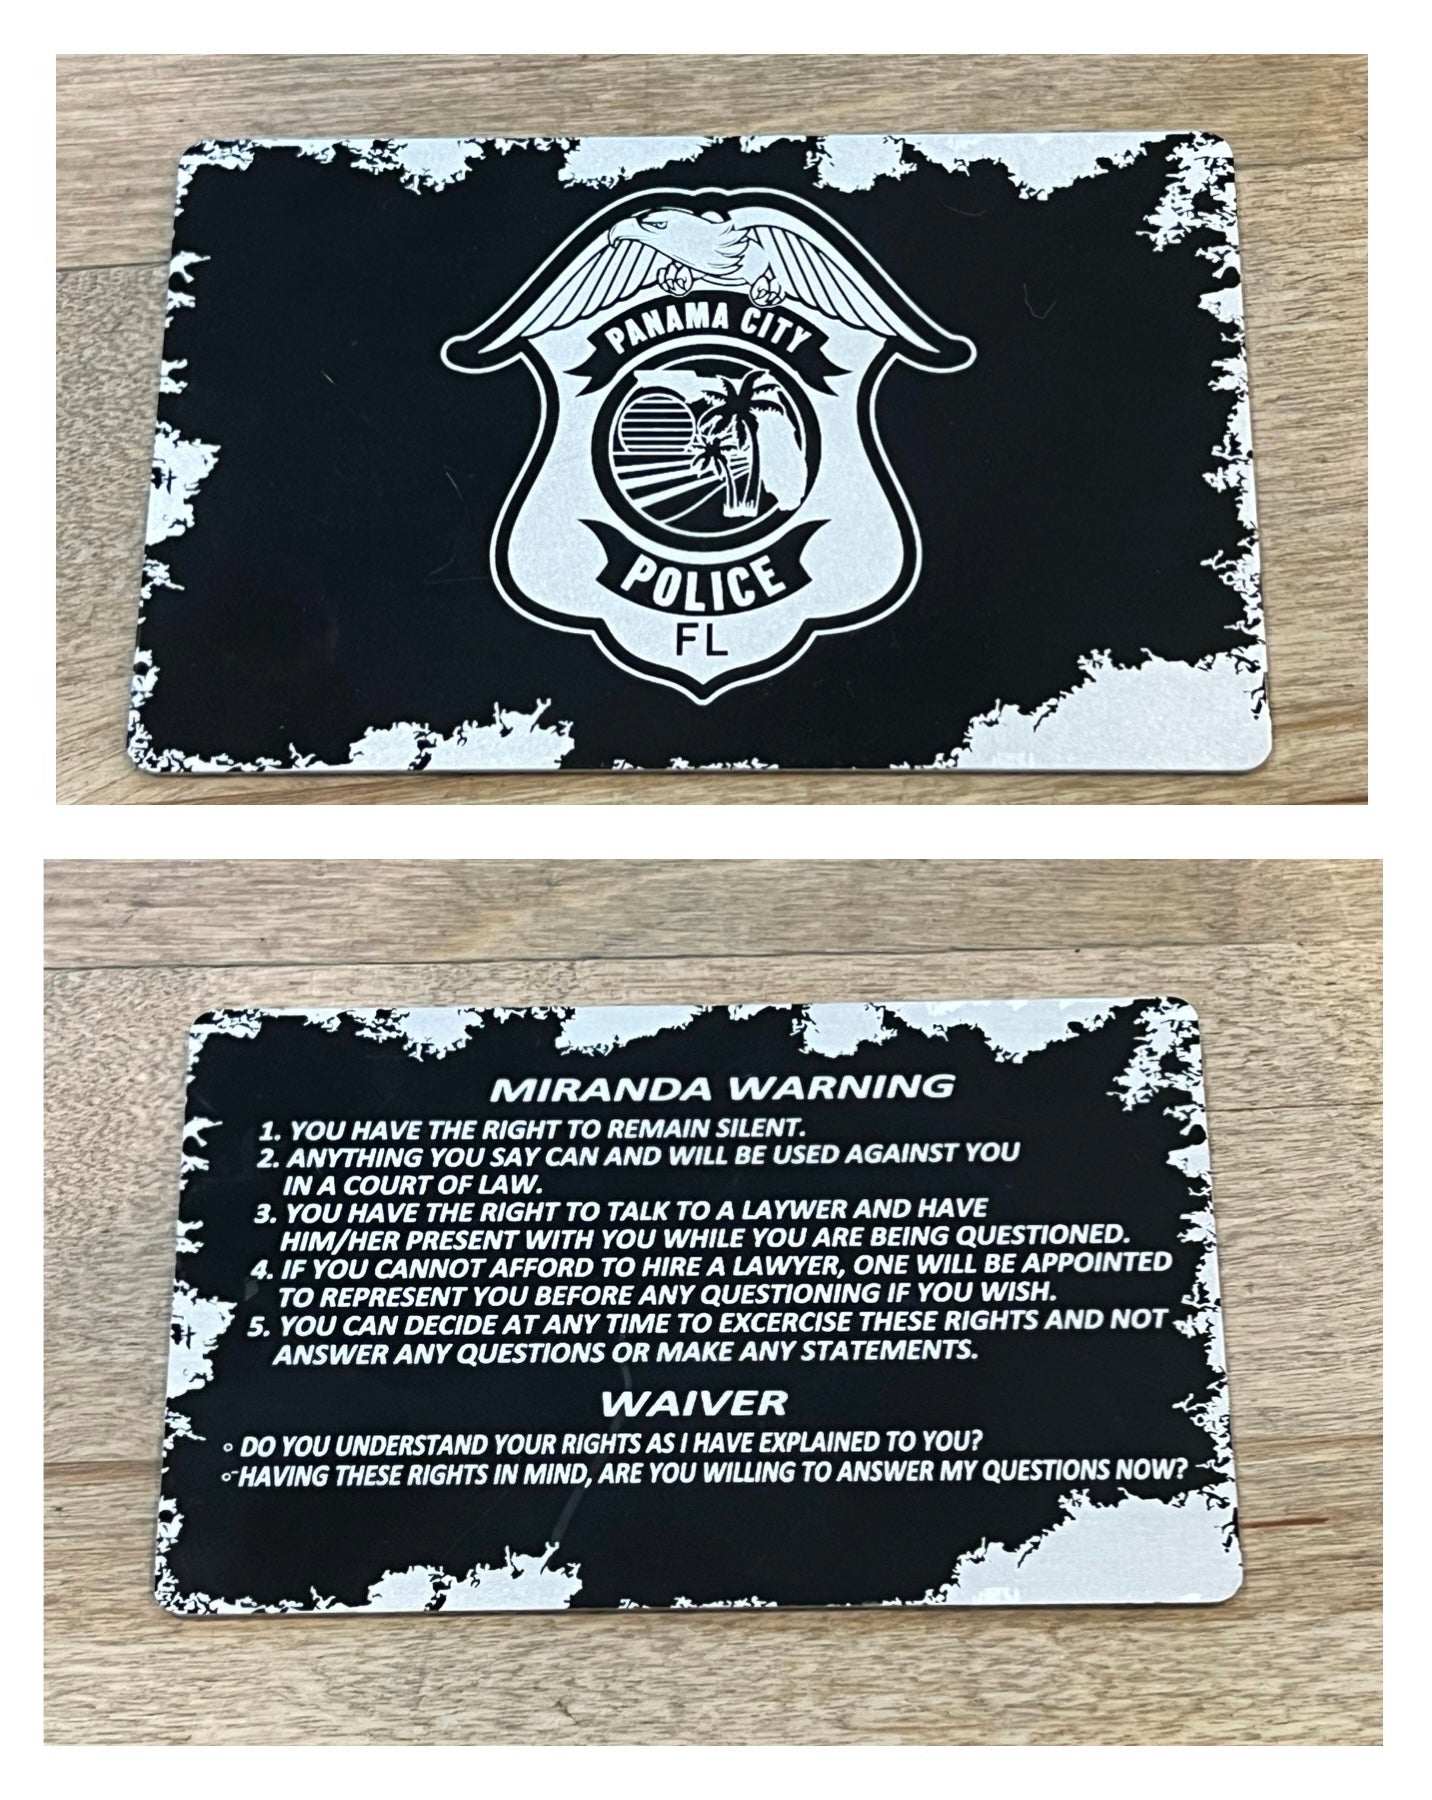 PANAMA CITY
POLICE
FL
MIRANDA WARNING
1. YOU HAVE THE RIGHT TO REMAIN SILENT.
2. ANYTHING YOU SAY CAN AND WILL BE USED AGAINST YOU
IN A COURT OF LAW.
3. YOU HAVE THE RIGHT TO TALK TO A LAYWER AND HAVE
HIM/HER PRESENT WITH YOU WHILE YOU ARE BEING QUESTIONED.
4. IF YOU CANNOT AFFORD TO HIRE A LAWYER, ONE WILL BE APPOINTED
TO REPRESENT YOU BEFORE ANY QUESTIONING IF YOU WISH.
5. YOU CAN DECIDE AT ANY TIME TO EXCERCISE THESE RIGHTS AND NOT
ANSWER ANY QUESTIONS OR MAKE ANY STATEMENTS.
WAIVER
◦ DO YOU UNDERSTAND YOUR RIGHTS AS I HAVE EXPLAINED TO YOU?
◦ HAVING THESE RIGHTS IN MIND, ARE YOU WILLING TO ANSWER MY QUESTIONS NOW?